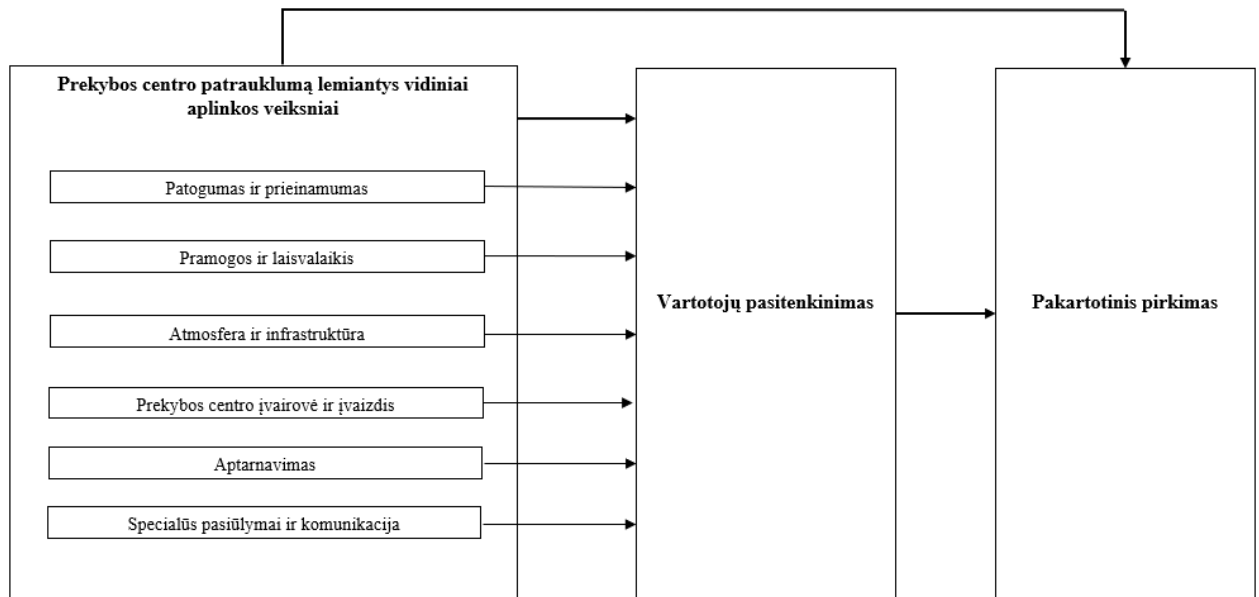 Prekybos centro patrauklumą lemiantys vidiniai
aplinkos veiksniai
Patogumas ir prieinamumas
Pramogos ir laisvalaikis
Atmosfera ir infrastruktūra
Prekybos centro įvairovė ir įvaizdis
Aptarnavimas
Specialūs pasiūlymai ir komunikacija
Vartotojų pasitenkinimas
Pakartotinis pirkimas